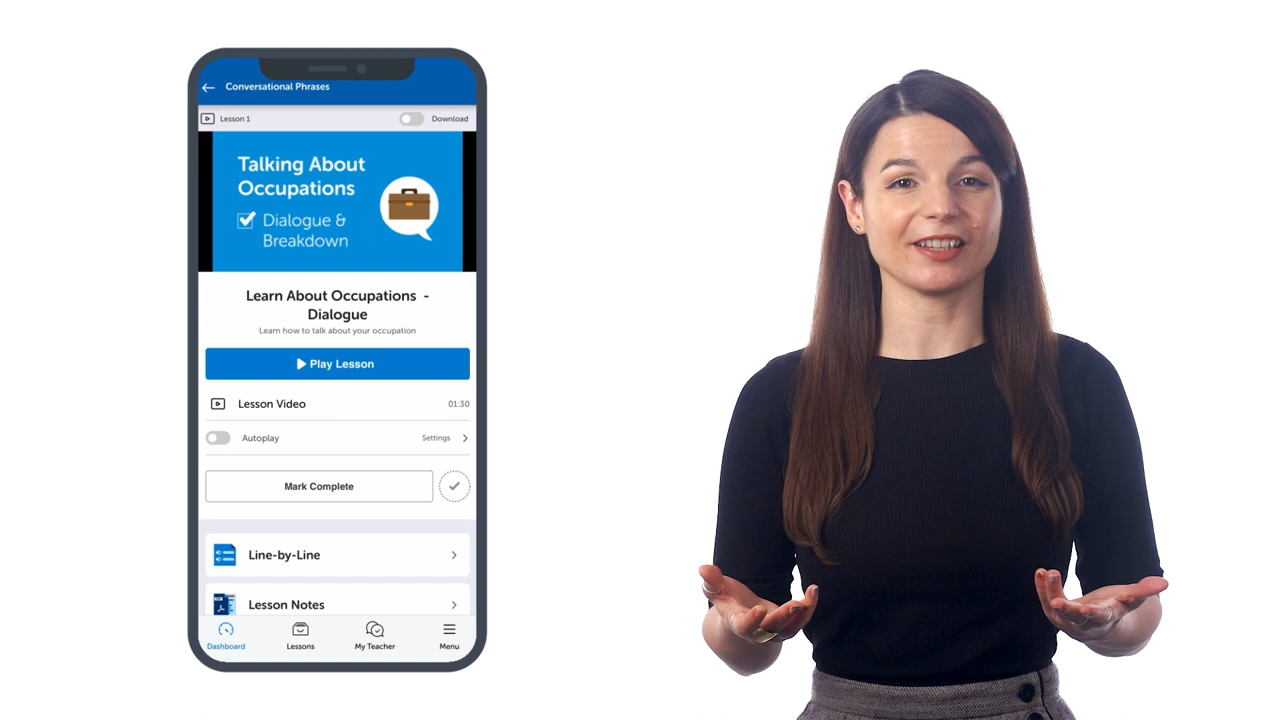 Conversational Phrases
Lesson 1
Download
Talking About
Occupations
Dialogue &
Breakdown
Learn About Occupations -
Dialogue
Learn how to talk about your occupation
Play Lesson
Lesson Video
01:30
Autoplay
Settings
Mark Complete
Line-by-Line
Lesson Notes
Dashboard
Lessons
My Teacher
Menu